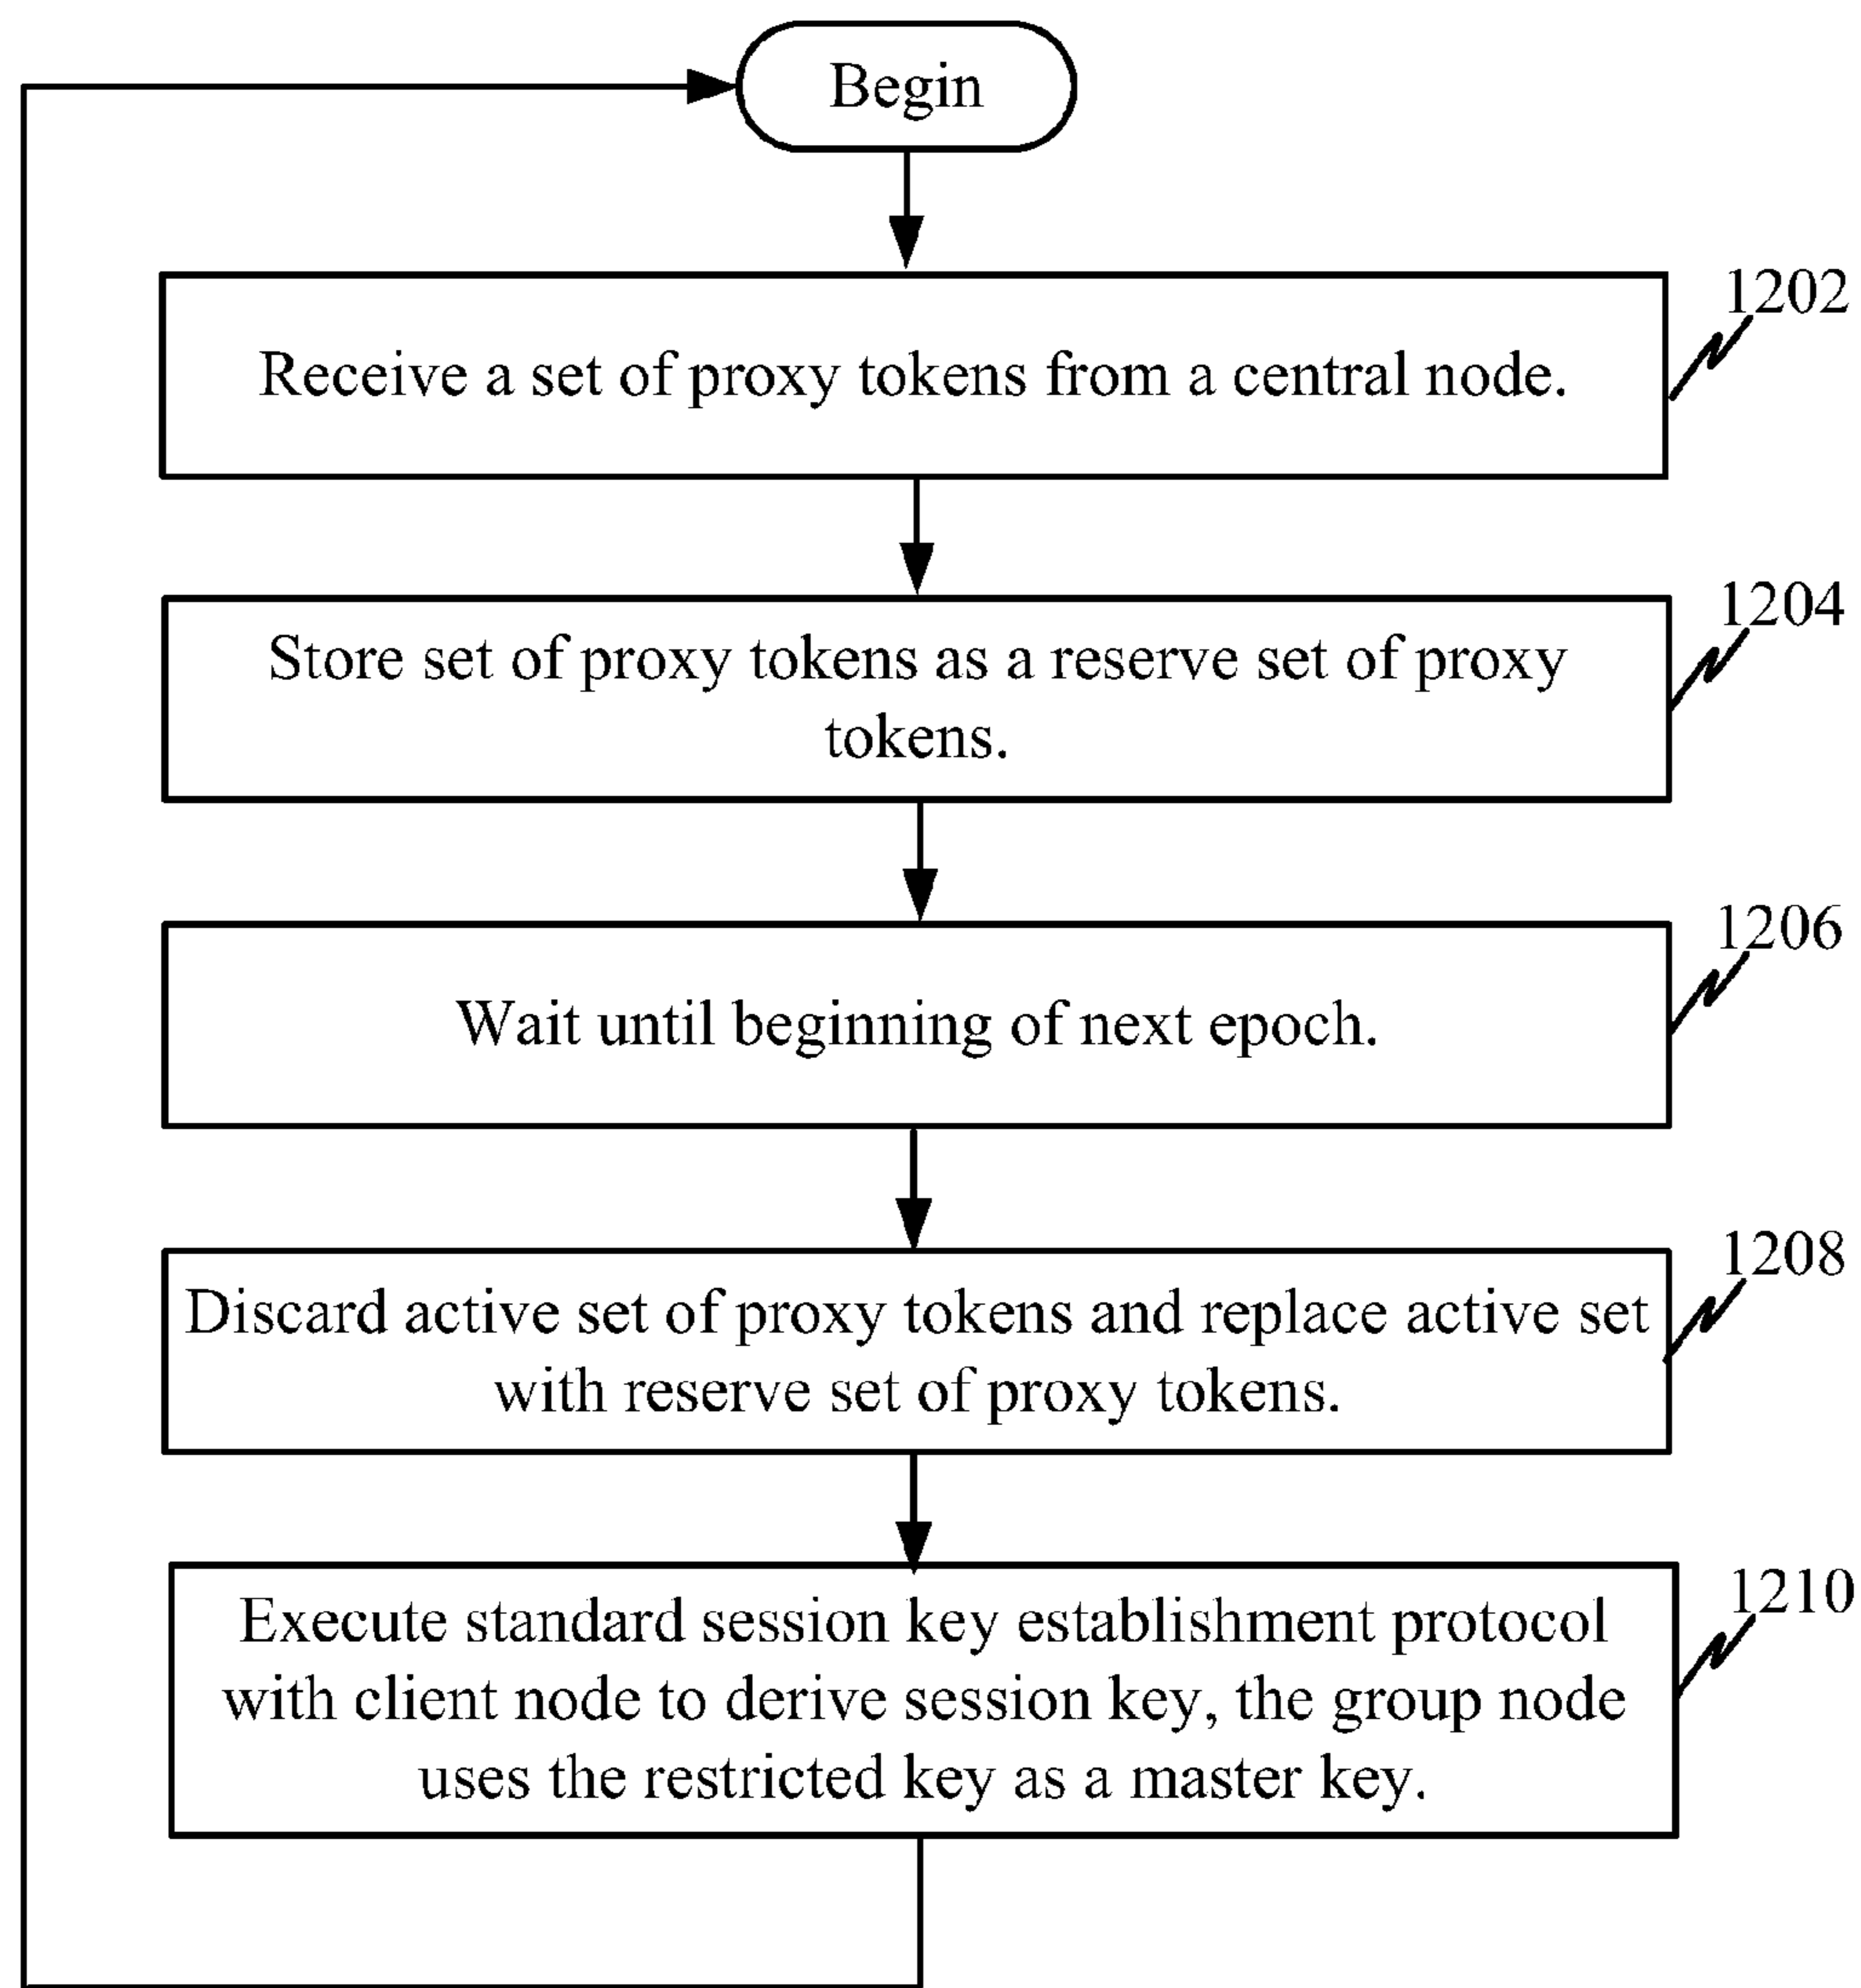 Begin
1202
Receive a set of proxy tokens from a central node.
1204
Store set of proxy tokens as a reserve set of proxy
tokens.
1206
Wait until beginning of next epoch.
1208
Discard active set of proxy tokens and replace active set
with reserve set of proxy tokens.
1210
Execute standard session key establishment protocol
with client node to derive session key, the group node
uses the restricted key as a master key.